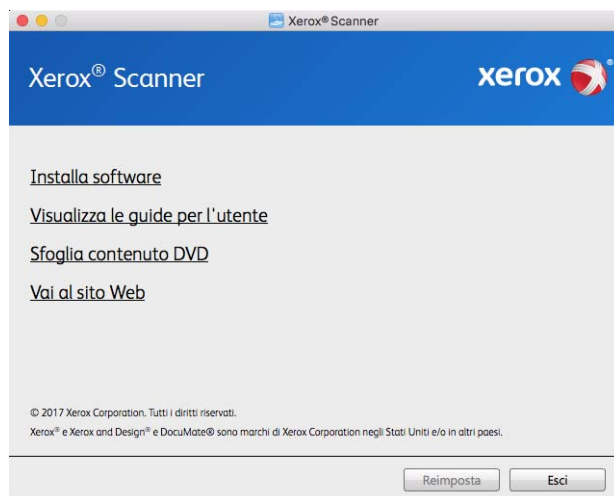 Xerox® Scanner
Xerox® Scanner
xerox ®
Installa software
Visualizza le guide per l'utente
Sfoglia contenuto DVD
Vai al sito Web
© 2017 Xerox Corporation. Tutti i diritti riservati.
Xerox® e Xerox and Design® e DocuMate® sono marchi di Xerox Corporation negli Stati Uniti e/o in altri paesi.
Reimposta Esci